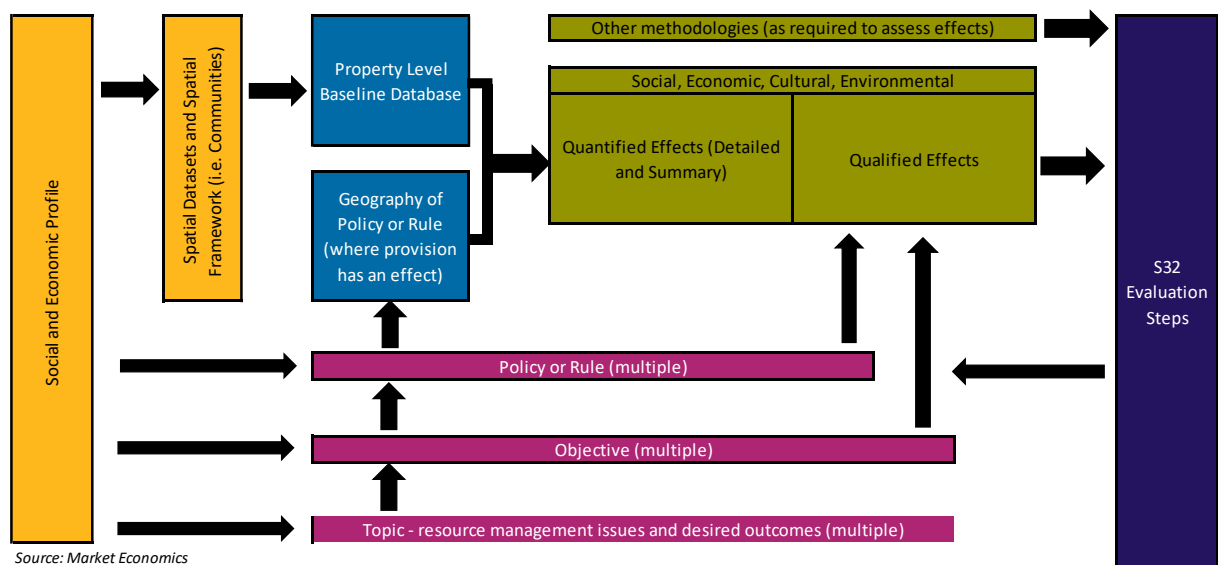 Social and Economic Profile
Spatial Datasets and Spatial
Framework (i.e. Communities)
Property Level
Baseline Database
Geography of
Policy or Rule
(where provision
has an effect)
Other methodologies (as required to assess effects)
Social, Economic, Cultural, Environmental
Quantified Effects (Detailed
and Summary)
Qualified Effects
S32
Evaluation
Steps
Policy or Rule (multiple)
Objective (multiple)
Topic - resource management issues and desired outcomes (multiple)
Source: Market Economics